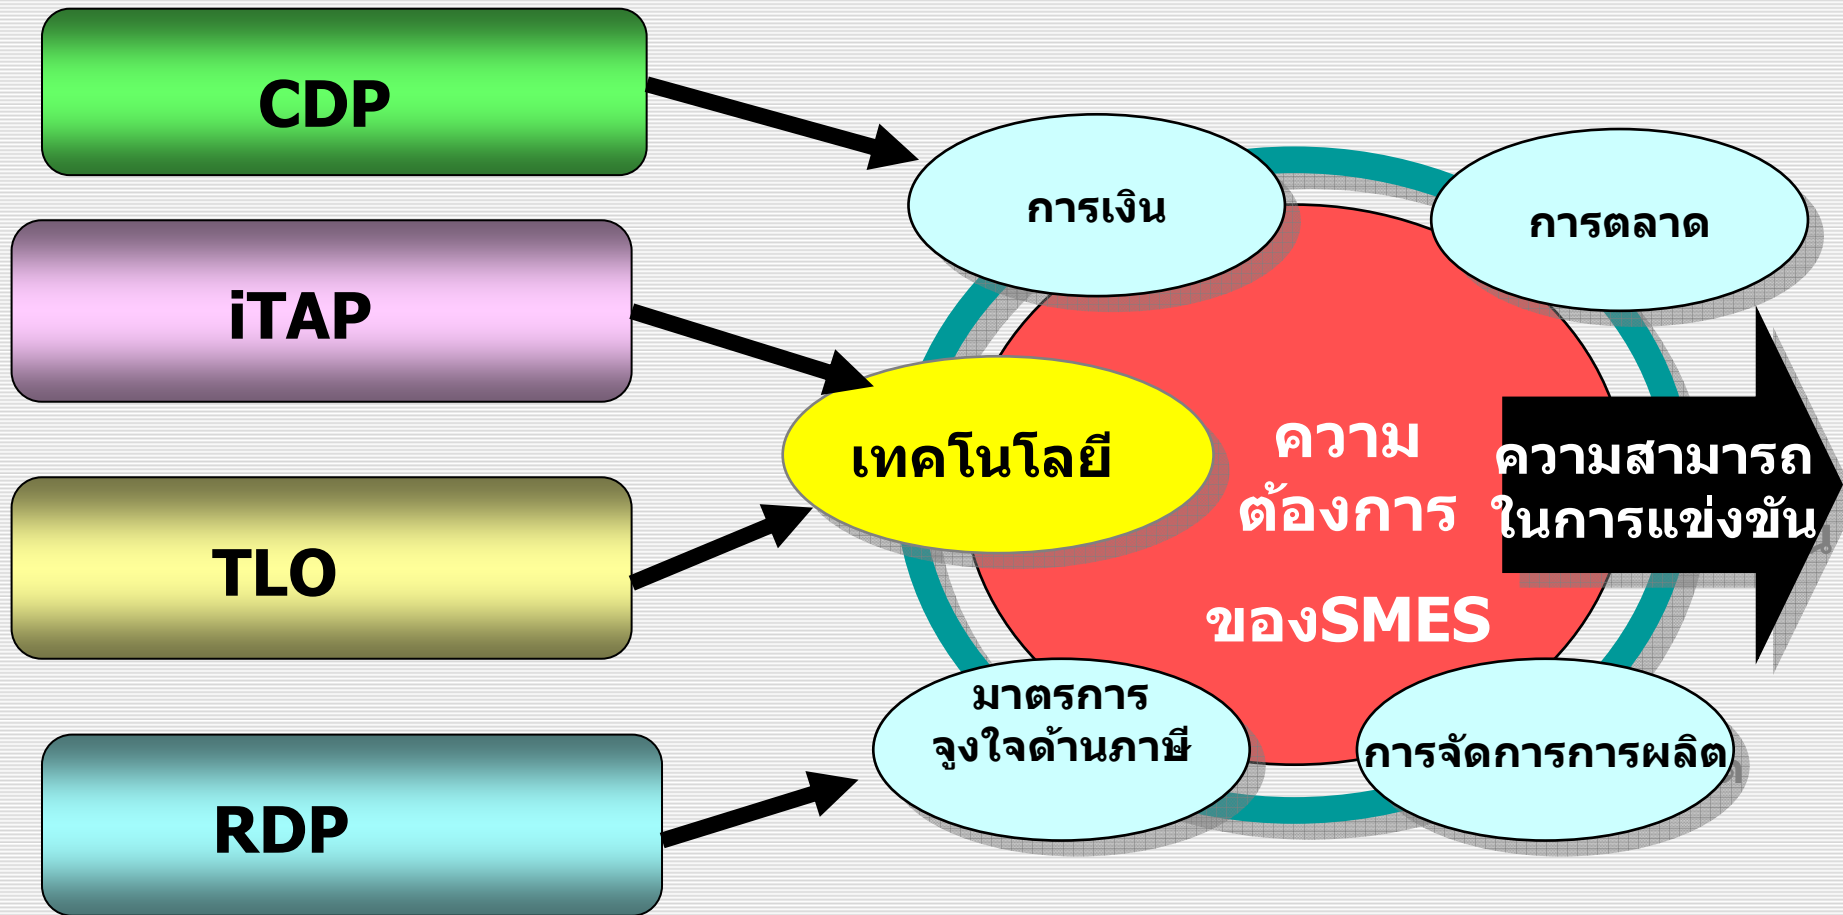 CDP
iTAP
TLO
RDP
การเงิน
การตลาด
เทคโนโลยี
ความ
ต้องการ
ของSMES
ความสามารถ
ในการแข่งขัน
มาตรการ
จูงใจด้านภาษี
การจัดการการผลิต